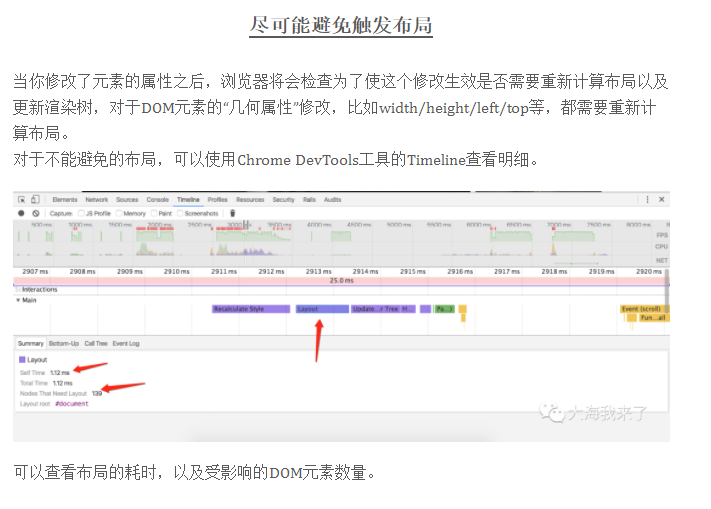 尽可能避免触发布局
当你修改了元素的属性之后，浏览器将会检查为了使这个修改生效是否需要重新计算布局以及
更新渲染树，对于DOM元素的“几何属性”修改，比如width/height/left/top等，都需要重新计
算布局。
对于不能避免的布局，可以使用Chrome DevTools工具的Timeline查看明细。
Elements Network Sources Console Timeline Profiles Resources Security Rails Audits
Capture: JS Profile Memory Paint Screenshots
500 ms 1000 ms 1500 ms 2000 ms 3000 ms 3500 ms 4000 ms 4500 ms 5000 ms 5500 ms 6000 ms 6500 ms 7000 ms 7500 ms
FPS
CPU
NET
2907 ms 2908 ms 2909 ms 2910 ms 2911 ms 2912 ms 2913 ms 2914 ms 2915 ms 2916 ms 2917 ms 2918 ms 2919 ms 2920 ms
25.0 ms
Interactions
Main
Recalculate Style Layout Update...r Tree H... Pa...) Event (scroll)
Fun...all
Summary Bottom-Up Call Tree Event Log
Layout
Self Time 1.12 ms
Total Time 1.12 ms
Nodes That Need Layout 139
Layout root #document
大海我来了
可以查看布局的耗时，以及受影响的DOM元素数量。